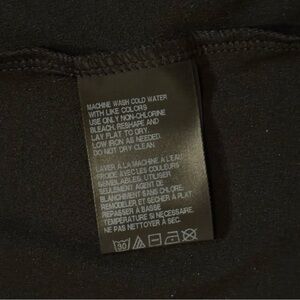 MACHINE WASH COLD WATER
WITH LIKE COLORS
USE ONLY NON-CHLORINE
BLEACH, RESHAPE AND
LAY FLAT TO DRY.
LOW IRON AS NEEDED.
DO NOT DRY CLEAN.
LAVER A LA MACHINE A L'EAU
FROIDE AVEC LES COULEURS
SEMBLABLES, UTILISER
SEULEMENT AGENT DE
BLANCHIMENT SANS CHLORE,
REMODELER ET SECHER A PLAT
REPASSER A BASSE
TEMPERATURE SI NECESSAIRE.
NE PAS NETTOYER A SEC.
30